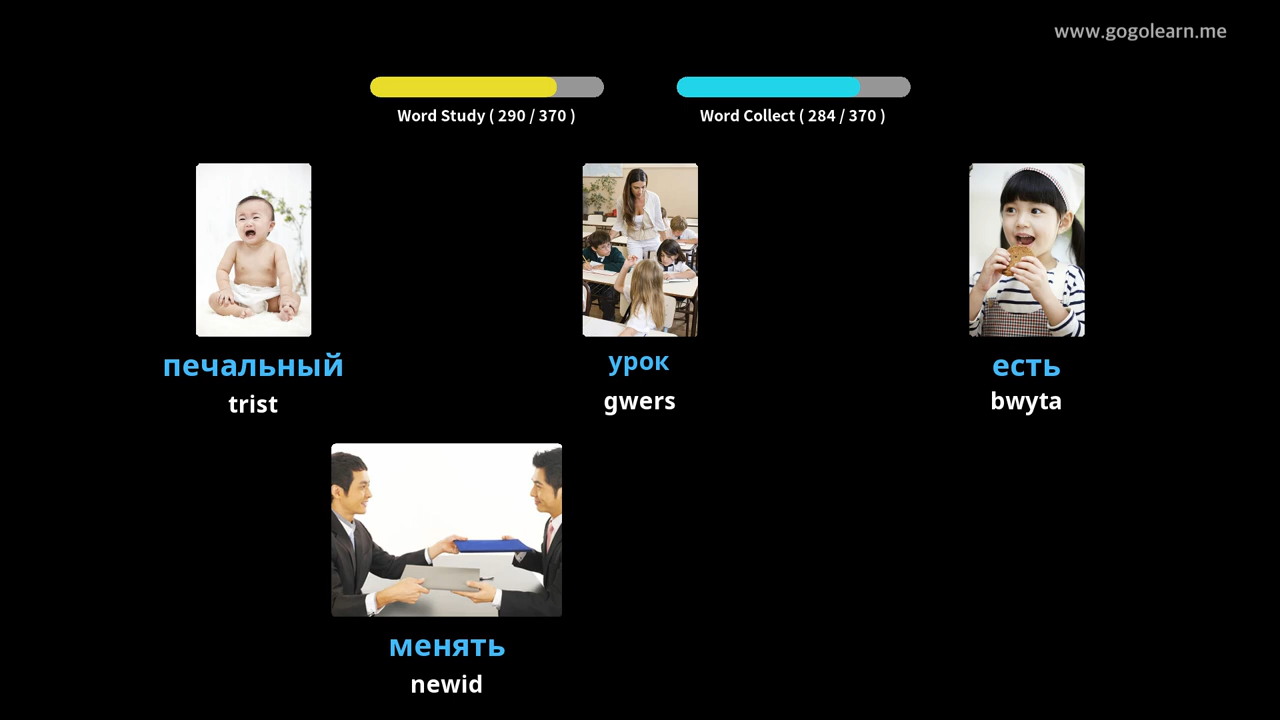 www.gogolearn.me
Word Study ( 290 / 370 )
Word Collect ( 284 / 370 )
печальный
trist
урок
gwers
есть
bwyta
менять
newid